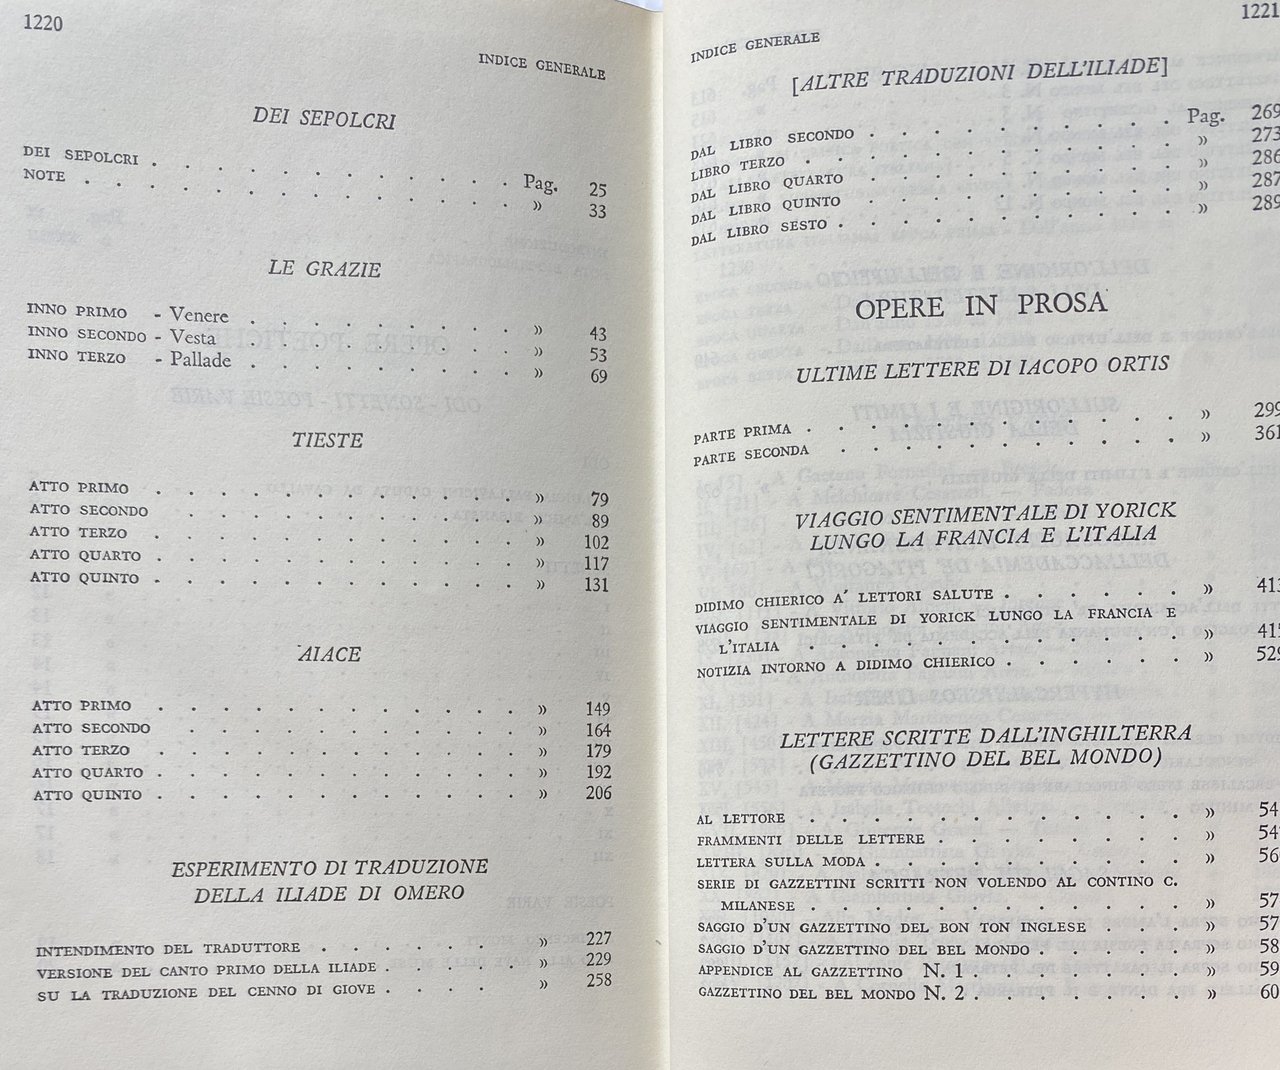 1220
INDICE GENERALE
DEI SEPOLCRI
DEI SEPOLCRI . . . . . . . . . . . . . Pag. 25
NOTE . . . . . . . . . . . . . . . » 33
LE GRAZIE
INNO PRIMO - Venere . . . . . . . . . . » 43
INNO SECONDO - Vesta . . . . . . . . . . » 53
INNO TERZO - Pallade . . . . . . . . . . » 69
TIESTE
ATTO PRIMO . . . . . . . . . . . . » 79
ATTO SECONDO . . . . . . . . . . . . » 89
ATTO TERZO . . . . . . . . . . . . » 102
ATTO QUARTO . . . . . . . . . . . . » 117
ATTO QUINTO . . . . . . . . . . . . » 131
AIACE
ATTO PRIMO . . . . . . . . . . . . » 149
ATTO SECONDO . . . . . . . . . . . . » 164
ATTO TERZO . . . . . . . . . . . . » 179
ATTO QUARTO . . . . . . . . . . . . » 192
ATTO QUINTO . . . . . . . . . . . . » 206
ESPERIMENTO DI TRADUZIONE
DELLA ILIADE DI OMERO
INTENDIMENTO DEL TRADUTTORE . . . . . . . » 227
VERSIONE DEL CANTO PRIMO DELLA ILIADE . . . . . » 229
SU LA TRADUZIONE DEL CENNO DI GIOVE . . . . » 258
1221
INDICE GENERALE
[ALTRE TRADUZIONI DELL'ILIADE]
DAL LIBRO SECONDO . . . . . . . . . . Pag. 269
LIBRO TERZO . . . . . . . . . . . . » 273
DAL LIBRO QUARTO . . . . . . . . . . » 286
DAL LIBRO QUINTO . . . . . . . . . . » 287
DAL LIBRO SESTO . . . . . . . . . . . » 289
OPERE IN PROSA
ULTIME LETTERE DI IACOPO ORTIS
PARTE PRIMA . . . . . . . . . . . . » 299
PARTE SECONDA . . . . . . . . . . . » 361
VIAGGIO SENTIMENTALE DI YORICK
LUNGO LA FRANCIA E L'ITALIA
DIDIMO CHIERICO A' LETTORI SALUTE . . . . . . » 413
VIAGGIO SENTIMENTALE DI YORICK LUNGO LA FRANCIA E
L'ITALIA . . . . . . . . . . . . » 415
NOTIZIA INTORNO A DIDIMO CHIERICO . . . . . . » 529
LETTERE SCRITTE DALL'INGHILTERRA
(GAZZETTINO DEL BEL MONDO)
AL LETTORE . . . . . . . . . . . . »
FRAMMENTI DELLE LETTERE . . . . . . . . »
LETTERA SULLA MODA . . . . . . . . . . »
SERIE DI GAZZETTINI SCRITTI NON VOLENDO AL CONTINO C.
MILANESE . . . . . . . . . . . . »
SAGGIO D'UN GAZZETTINO DEL BON TON INGLESE . . . »
SAGGIO D'UN GAZZETTINO DEL BEL MONDO . . . . . »
APPENDICE AL GAZZETTINO N. 1 . . . . . . . »
GAZZETTINO DEL BEL MONDO N. 2 . . . . . . . »